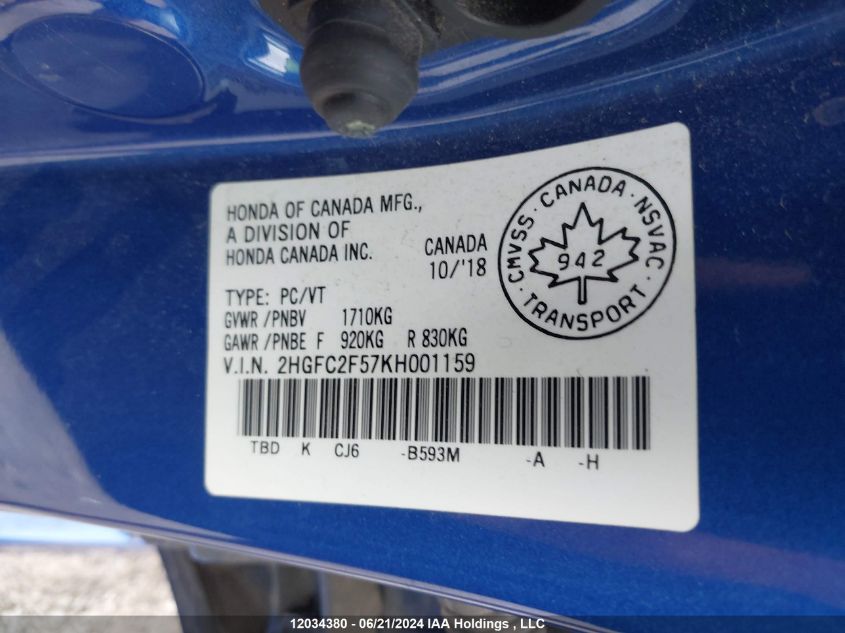 HONDA OF CANADA MFG.,
A DIVISION OF
HONDA CANADA INC.
CANADA
10/'18
TYPE: PC/VT
GVWR /PNBV 1710KG
GAWR /PNBE F 920KG R 830KG
V.I.N. 2HGFC2F57KH001159
TBD K CJ6 -B593M -A -H
CMVSS · CANADA · NSVAC
942
· TRANSPORT ·
12034380 - 06/21/2024 IAA Holdings , LLC